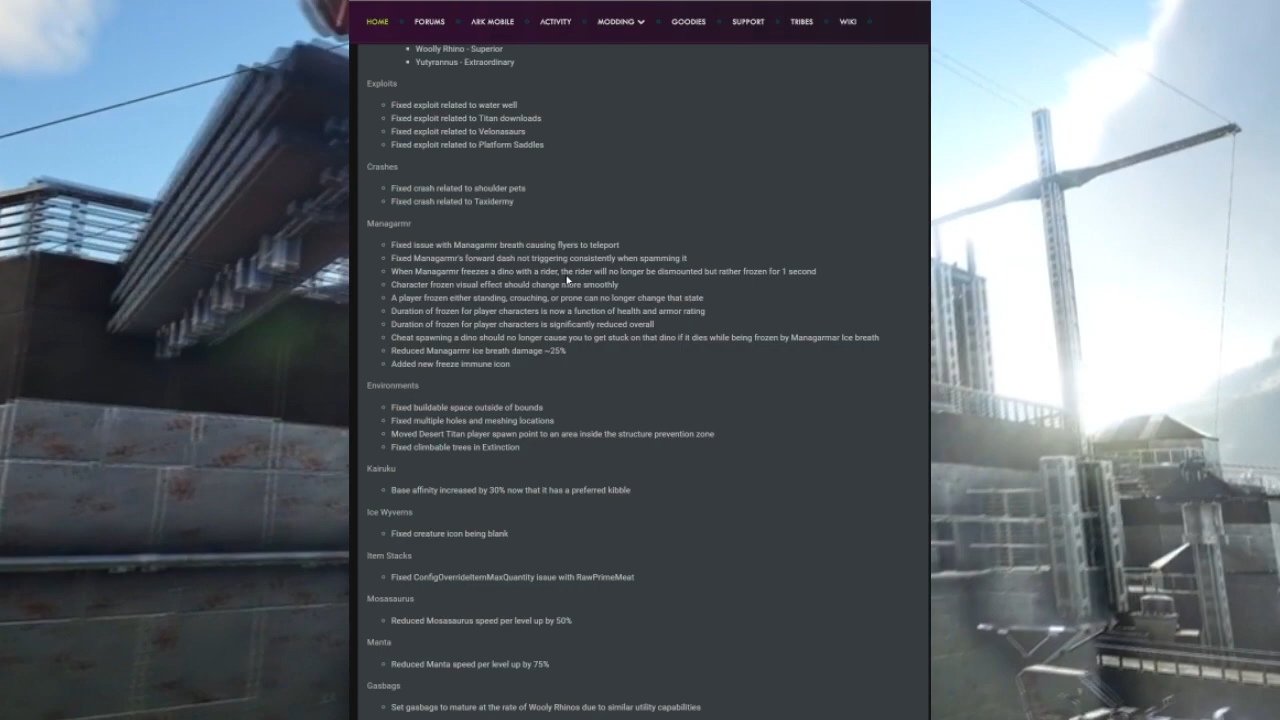 HOME FORUMS ARK MOBILE ACTIVITY MODDING GOODIES SUPPORT TRIBES WIKI
Woolly Rhino - Superior
Yutyrannus - Extraordinary
Exploits
Fixed exploit related to water well
Fixed exploit related to Titan downloads
Fixed exploit related to Velonasaurs
Fixed exploit related to Platform Saddles
Crashes
Fixed crash related to shoulder pets
Fixed crash related to Taxidermy
Managarmr
Fixed issue with Managarmr breath causing flyers to teleport
Fixed Managarmr's forward dash not triggering consistently when spamming it
When Managarmr freezes a dino with a rider, the rider will no longer be dismounted but rather frozen for 1 second
Character frozen visual effect should change more smoothly
A player frozen either standing, crouching, or prone can no longer change that state
Duration of frozen for player characters is now a function of health and armor rating
Duration of frozen for player characters is significantly reduced overall
Cheat spawning a dino should no longer cause you to get stuck on that dino if it dies while being frozen by Managarmar Ice breath
Reduced Managarmr ice breath damage ~25%
Added new freeze immune icon
Environments
Fixed buildable space outside of bounds
Fixed multiple holes and meshing locations
Moved Desert Titan player spawn point to an area inside the structure prevention zone
Fixed climbable trees in Extinction
Kairuku
Base affinity increased by 30% now that it has a preferred kibble
Ice Wyverns
Fixed creature icon being blank
Item Stacks
Fixed ConfigOverrideItemMaxQuantity issue with RawPrimeMeat
Mosasaurus
Reduced Mosasaurus speed per level up by 50%
Manta
Reduced Manta speed per level up by 75%
Gasbags
Set gasbags to mature at the rate of Wooly Rhinos due to similar utility capabilities